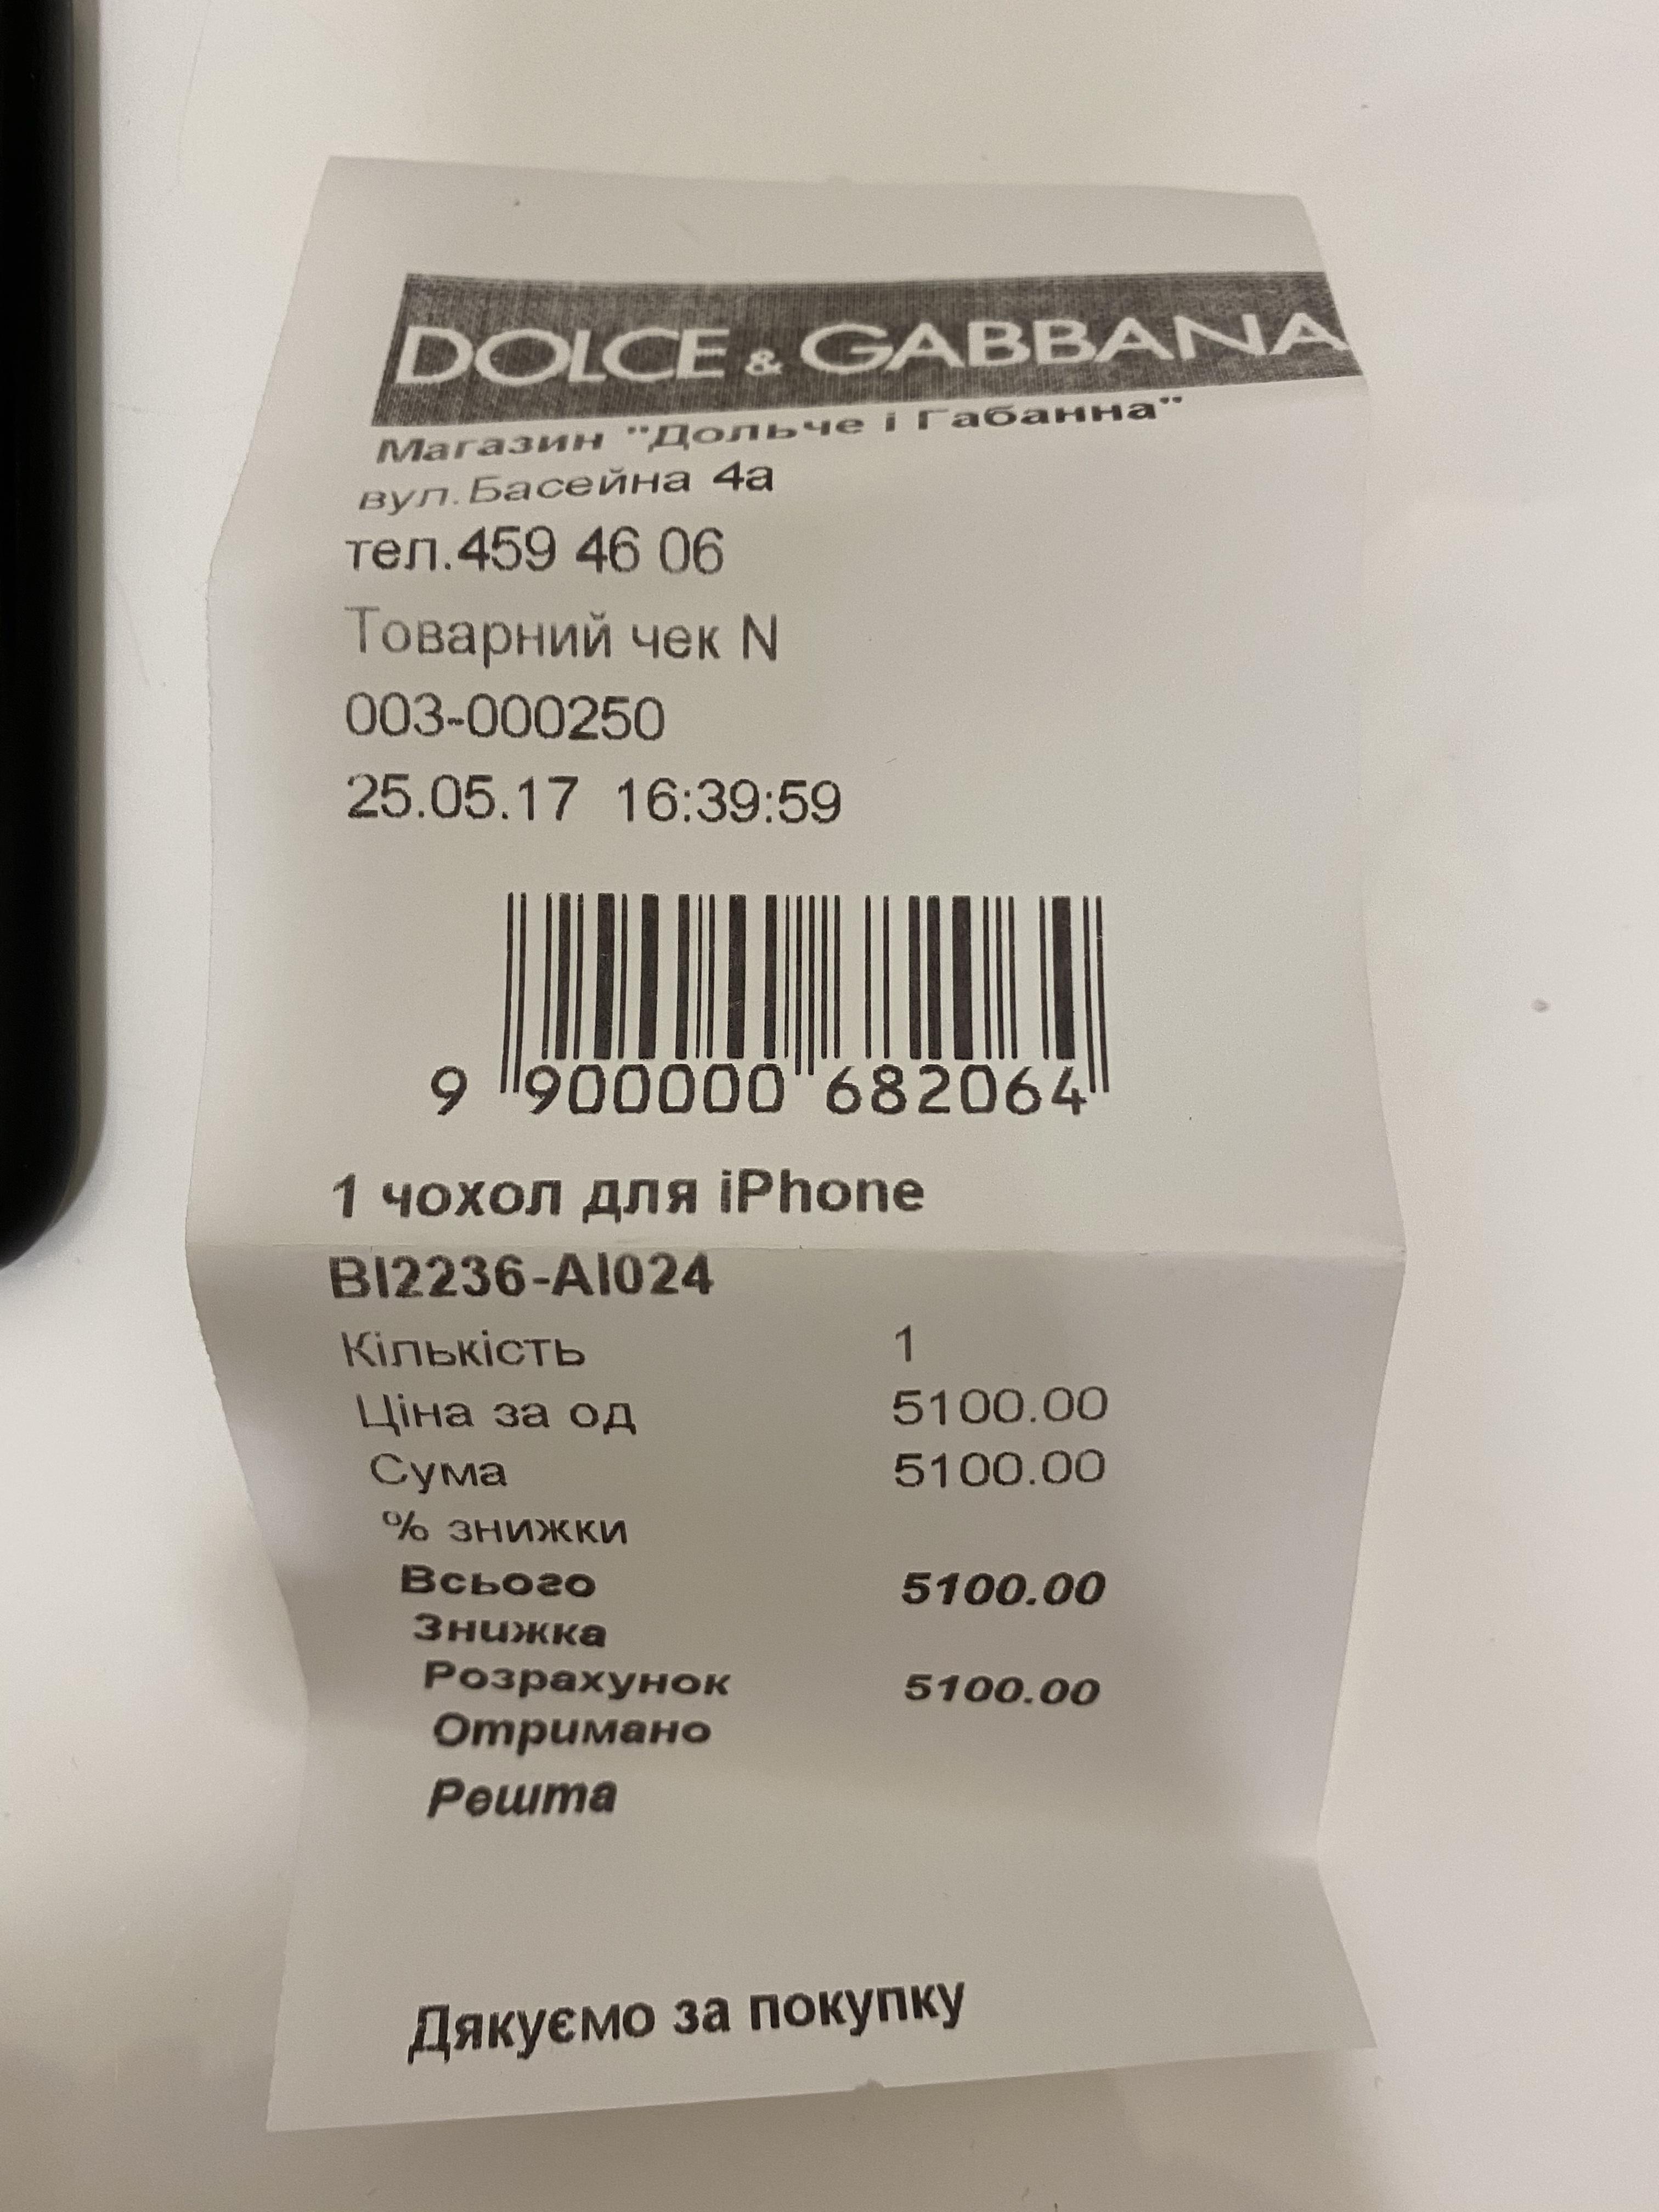 DOLCE & GABBANA
Магазин "Дольче і Габанна"
вул.Басейна 4а
тел.459 46 06
Товарний чек N
003-000250
25.05.17 16:39:59
9 900000 682064
1 чохол для iPhone
BI2236-AI024
Кількість 1
Ціна за од 5100.00
Сума 5100.00
% знижки
Всього 5100.00
Знижка
Розрахунок 5100.00
Отримано
Решта
Дякуємо за покупку